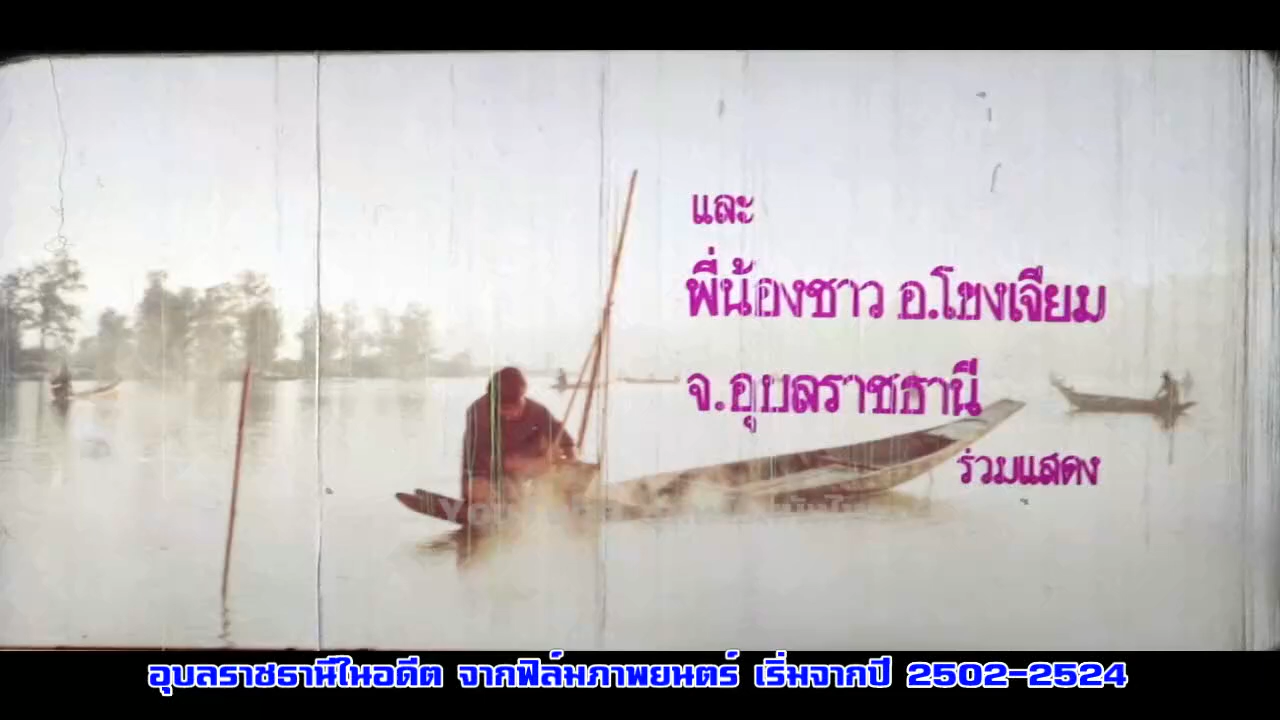 และ
พี่น้องชาว อ.โขงเจียม
จ.อุบลราชธานี
ร่วมแสดง
อุบลราชธานีในอดีต จากฟิล์มภาพยนตร์ เริ่มจากปี 2502-2524